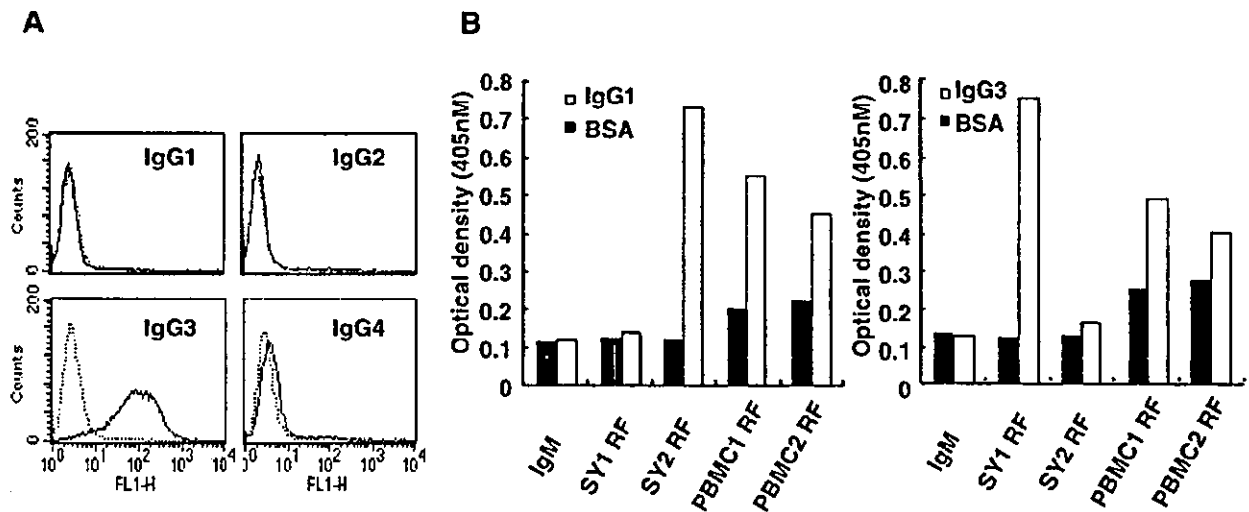 A
B
IgG1
IgG2
IgG3
IgG4
200
0
Counts
200
0
Counts
10^0 10^1 10^2 10^3 10^4
FL1-H
10^0 10^1 10^2 10^3 10^4
FL1-H
Optical density (405nM)
0.8
0.7
0.6
0.5
0.4
0.3
0.2
0.1
0
IgG1
BSA
IgM
SY1 RF
SY2 RF
PBMC1 RF
PBMC2 RF
Optical density (405nM)
0.8
0.7
0.6
0.5
0.4
0.3
0.2
0.1
0
IgG3
BSA
IgM
SY1 RF
SY2 RF
PBMC1 RF
PBMC2 RF